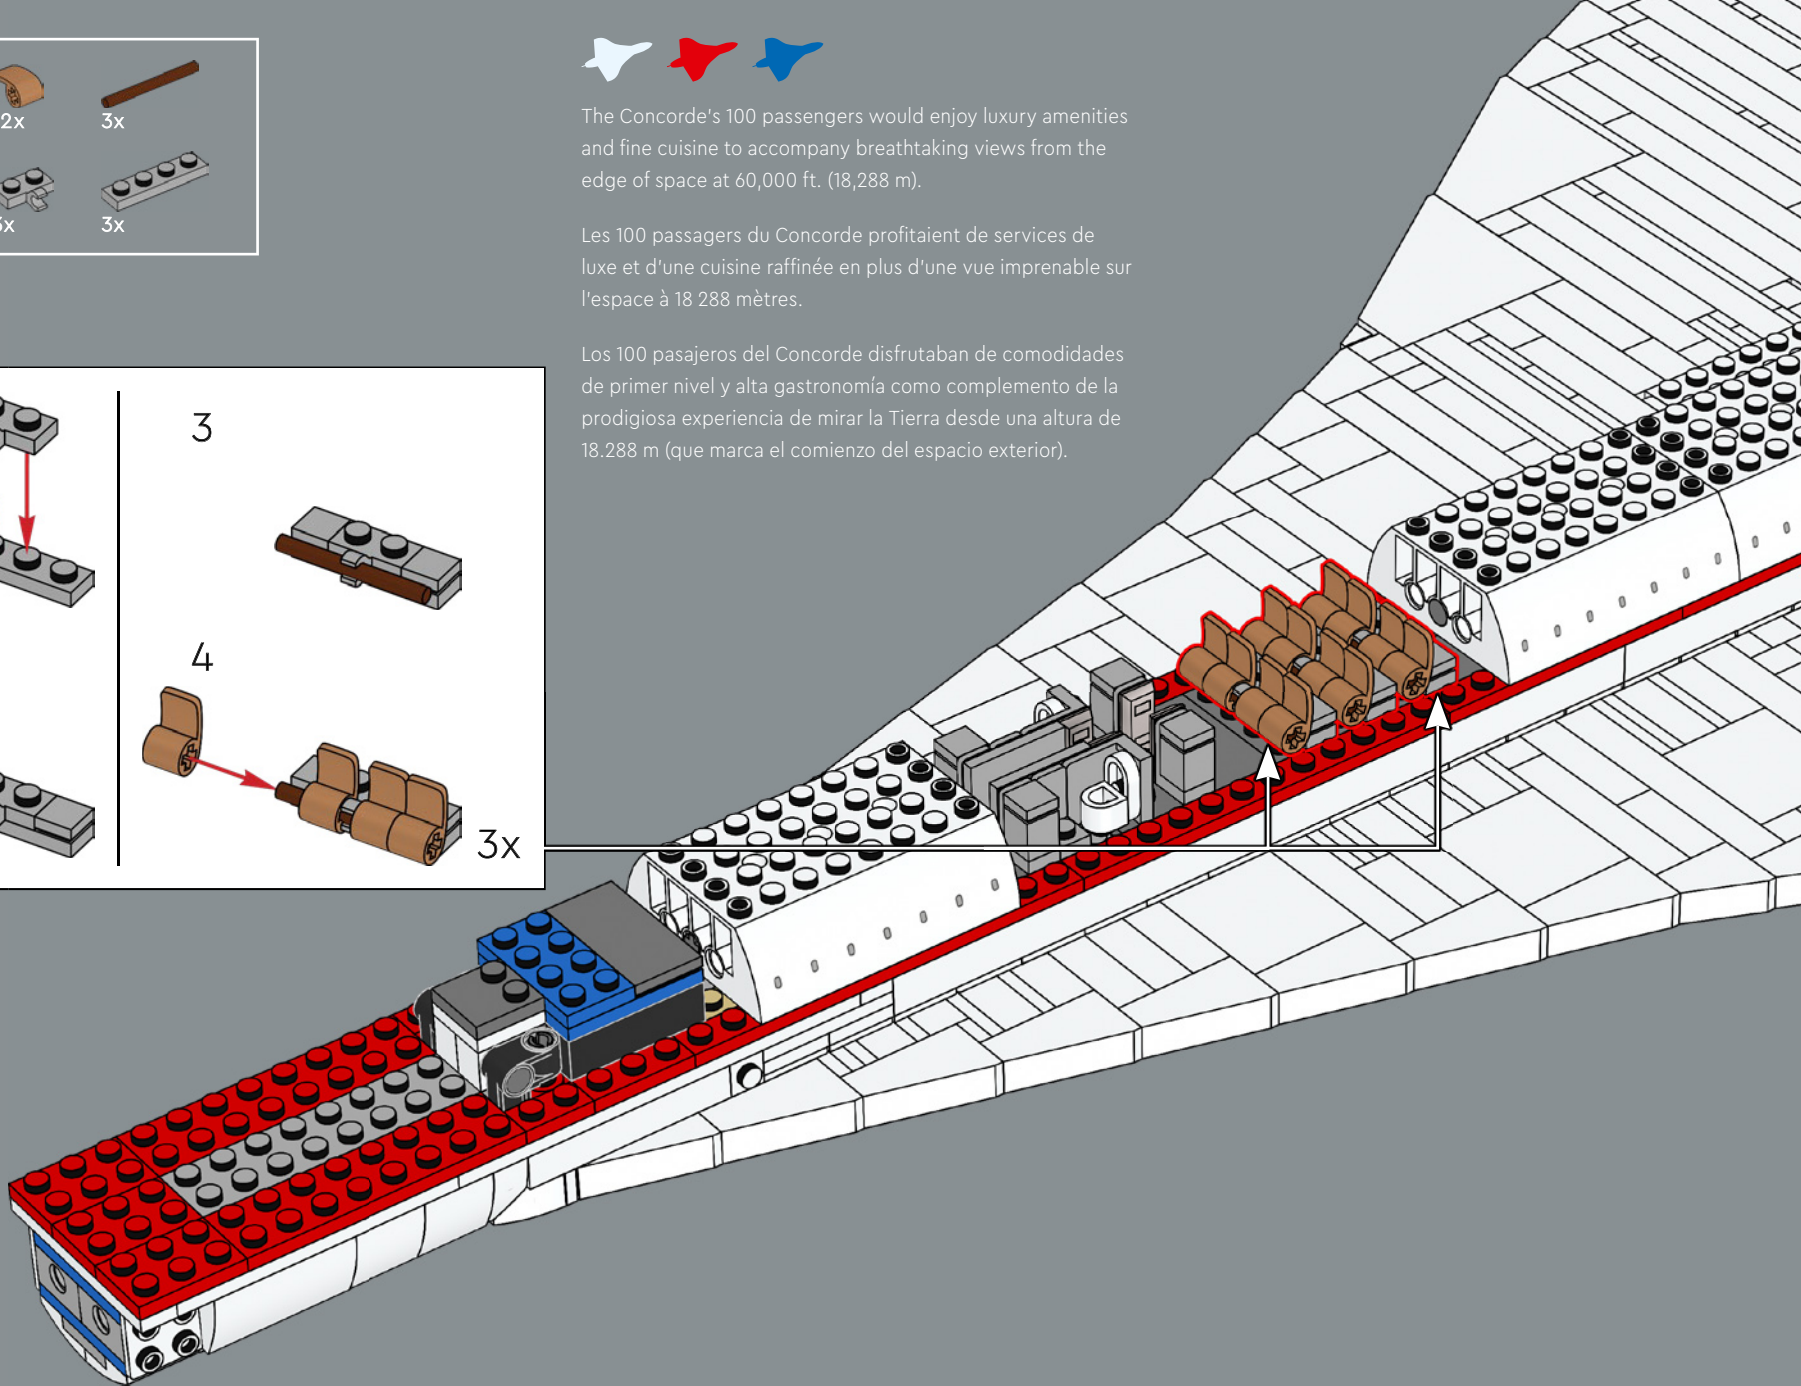 2x
3x
3x
The Concorde's 100 passengers would enjoy luxury amenities
and fine cuisine to accompany breathtaking views from the
edge of space at 60,000 ft. (18,288 m).
Les 100 passagers du Concorde profitaient de services de
luxe et d'une cuisine raffinée en plus d'une vue imprenable sur
l'espace à 18 288 mètres.
Los 100 pasajeros del Concorde disfrutaban de comodidades
de primer nivel y alta gastronomía como complemento de la
prodigiosa experiencia de mirar la Tierra desde una altura de
18.288 m (que marca el comienzo del espacio exterior).
3
4
3x